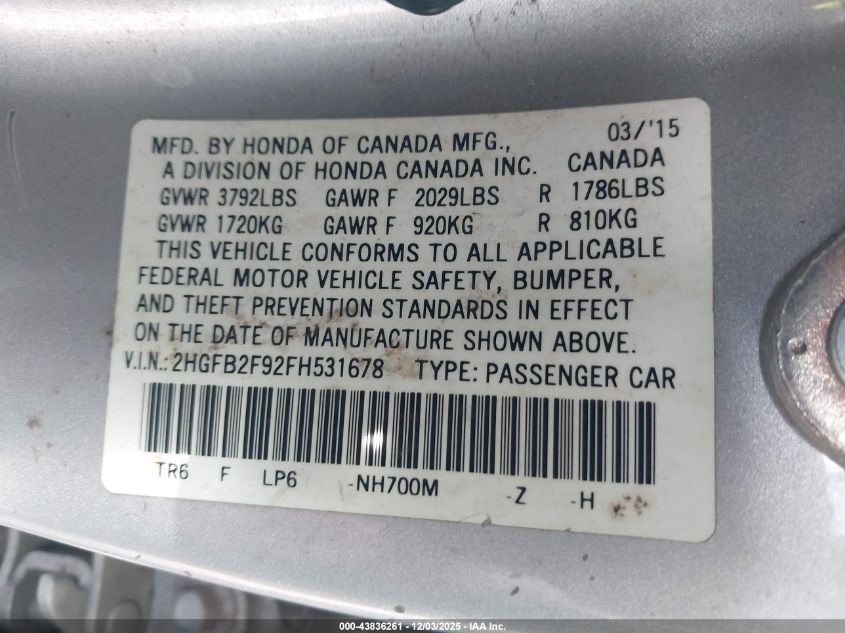 03/'15
MFD. BY HONDA OF CANADA MFG.,
A DIVISION OF HONDA CANADA INC. CANADA
GVWR 3792LBS GAWR F 2029LBS R 1786LBS
GVWR 1720KG GAWR F 920KG R 810KG
THIS VEHICLE CONFORMS TO ALL APPLICABLE
FEDERAL MOTOR VEHICLE SAFETY, BUMPER,
AND THEFT PREVENTION STANDARDS IN EFFECT
ON THE DATE OF MANUFACTURE SHOWN ABOVE.
V.I.N.:2HGFB2F92FH531678 TYPE: PASSENGER CAR
TR6 F LP6 -NH700M -Z -H
000-43836261 - 12/03/2025 - IAA Inc.